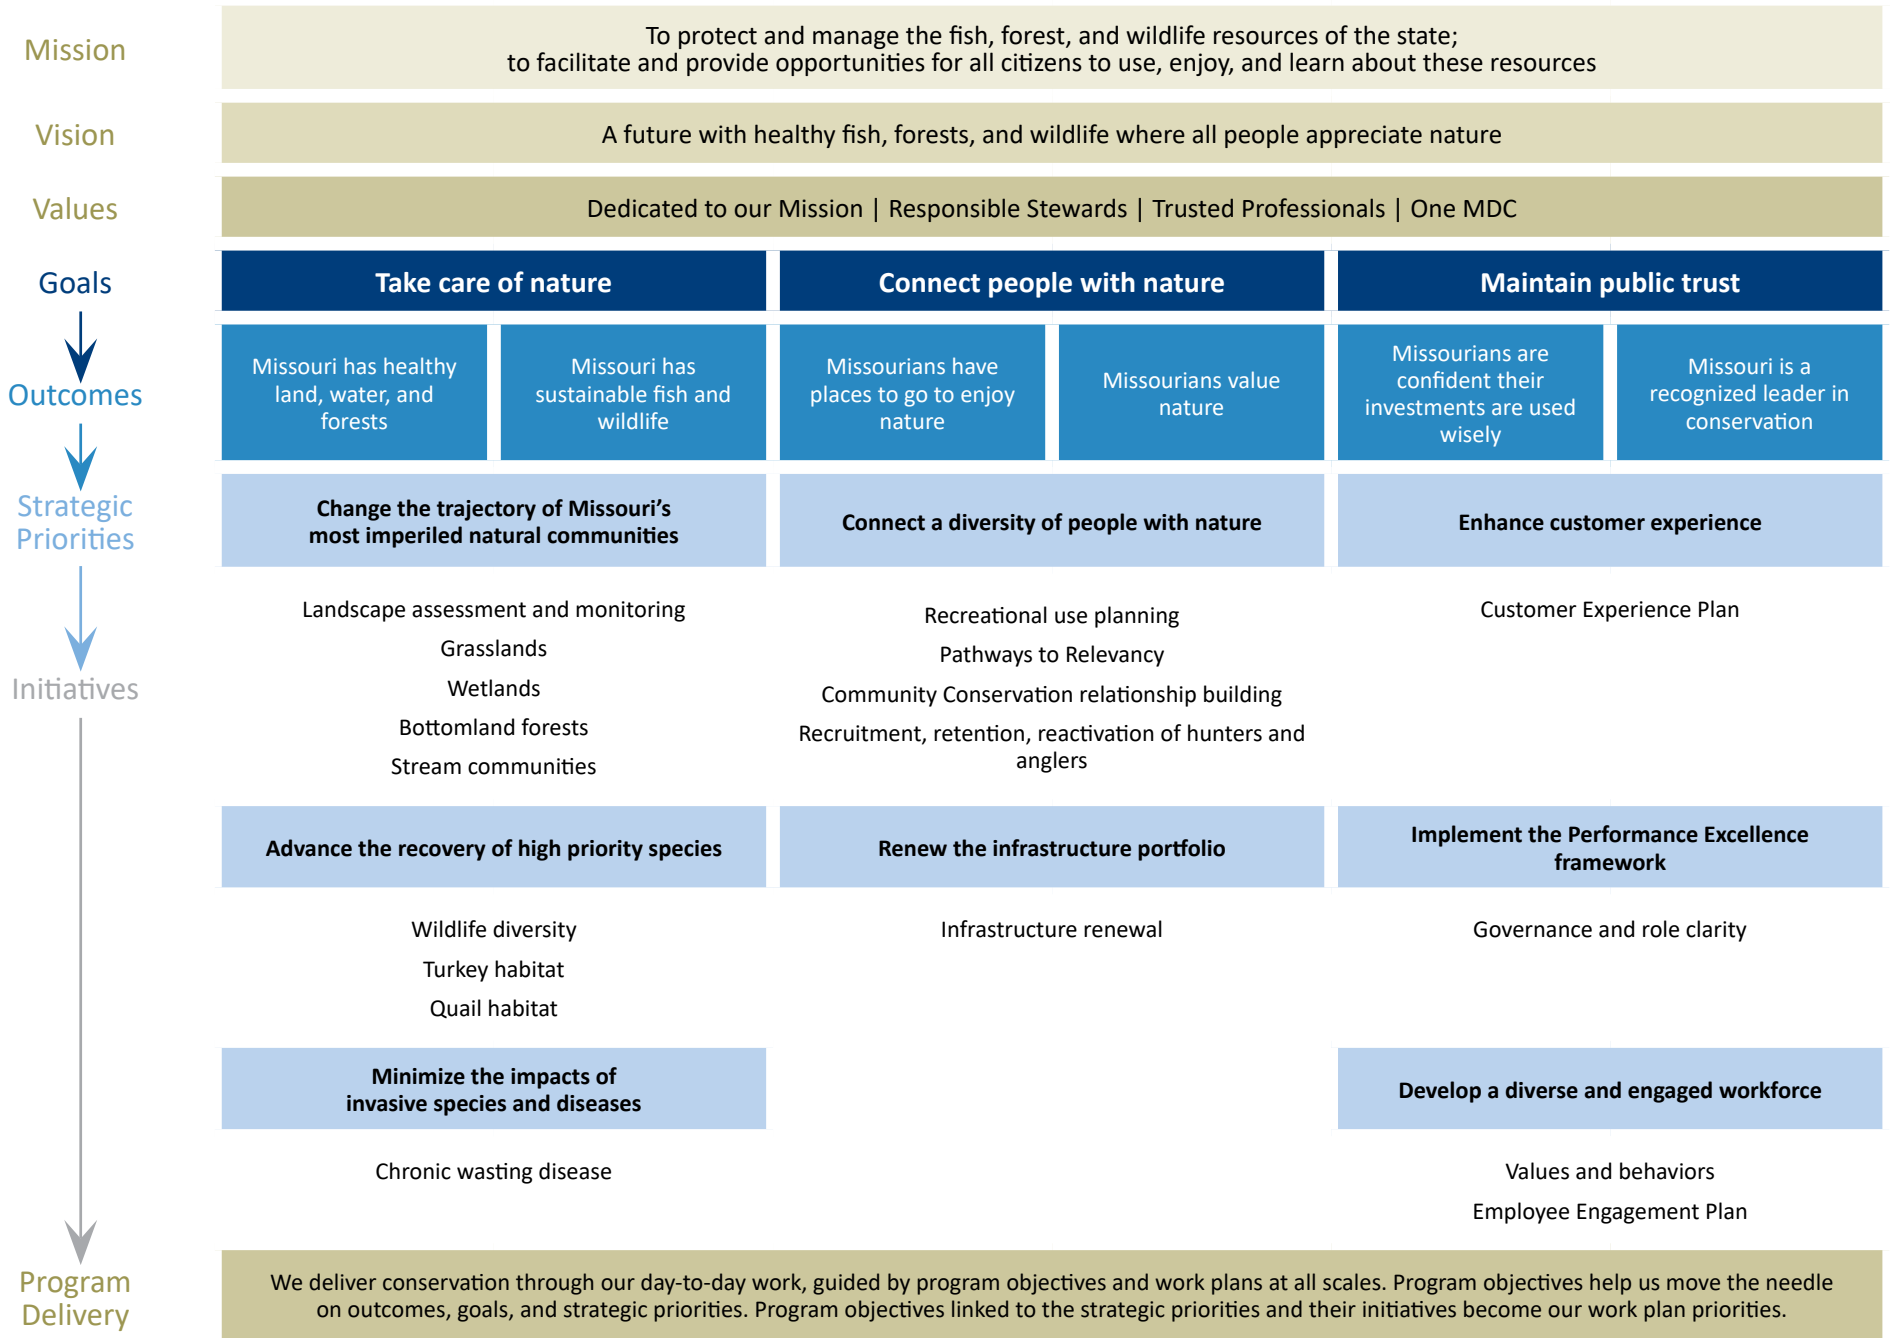 Mission
To protect and manage the fish, forest, and wildlife resources of the state;
to facilitate and provide opportunities for all citizens to use, enjoy, and learn about these resources
Vision
A future with healthy fish, forests, and wildlife where all people appreciate nature
Values
Dedicated to our Mission | Responsible Stewards | Trusted Professionals | One MDC
Goals
Take care of nature
Connect people with nature
Maintain public trust
Outcomes
Missouri has healthy
land, water, and
forests
Missouri has
sustainable fish and
wildlife
Missourians have
places to go to enjoy
nature
Missourians value
nature
Missourians are
confident their
investments are used
wisely
Missouri is a
recognized leader in
conservation
Strategic
Priorities
Change the trajectory of Missouri’s
most imperiled natural communities
Connect a diversity of people with nature
Enhance customer experience
Initiatives
Landscape assessment and monitoring
Grasslands
Wetlands
Bottomland forests
Stream communities
Recreational use planning
Pathways to Relevancy
Community Conservation relationship building
Recruitment, retention, reactivation of hunters and
anglers
Customer Experience Plan
Advance the recovery of high priority species
Renew the infrastructure portfolio
Implement the Performance Excellence
framework
Wildlife diversity
Turkey habitat
Quail habitat
Infrastructure renewal
Governance and role clarity
Minimize the impacts of
invasive species and diseases
Develop a diverse and engaged workforce
Chronic wasting disease
Values and behaviors
Employee Engagement Plan
Program
Delivery
We deliver conservation through our day-to-day work, guided by program objectives and work plans at all scales. Program objectives help us move the needle
on outcomes, goals, and strategic priorities. Program objectives linked to the strategic priorities and their initiatives become our work plan priorities.